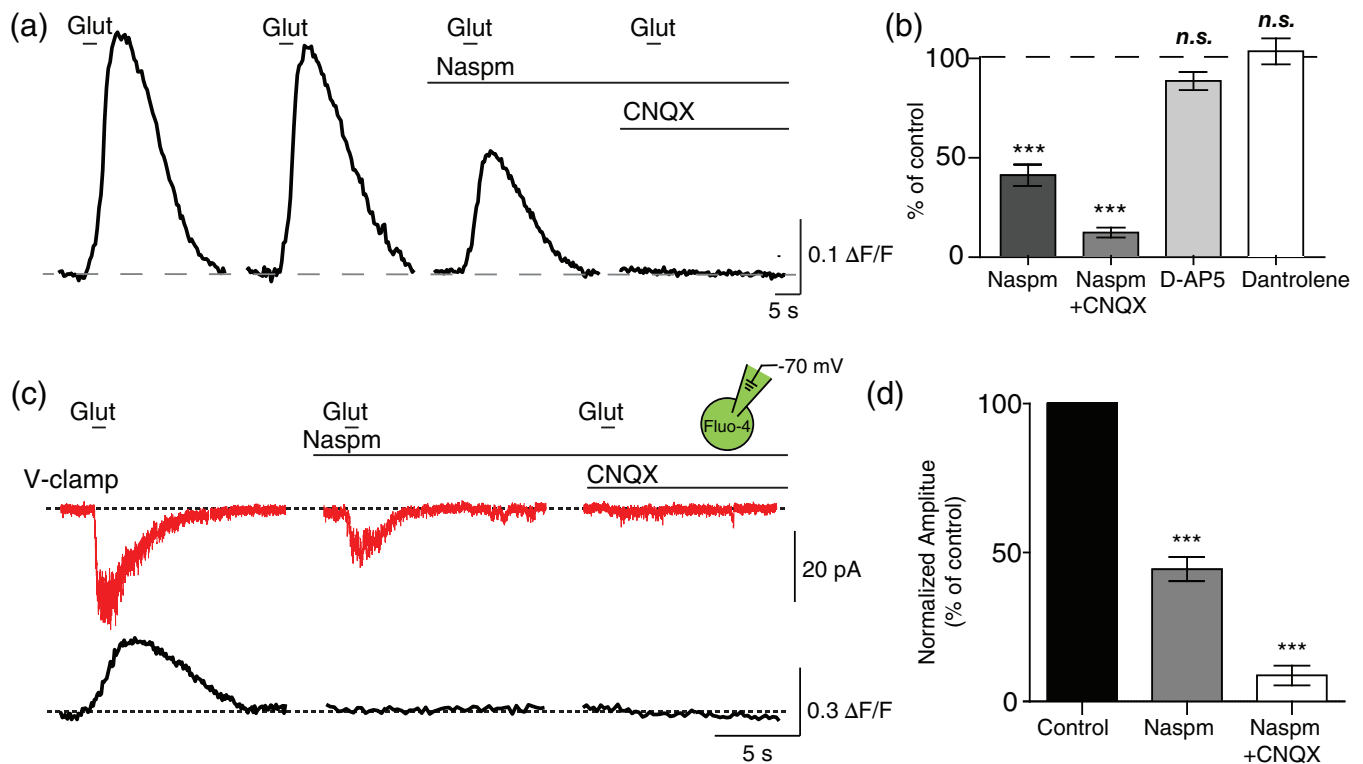 (a)
Glut
Glut
Glut
Glut
Naspm
CNQX
0.1 ΔF/F
5 s
(b)
n.s.
n.s.
100
***
50
***
0
% of control
Naspm
Naspm
+CNQX
D-AP5
Dantrolene
(c)
-70 mV
Fluo-4
Glut
Glut
Glut
Naspm
CNQX
V-clamp
20 pA
0.3 ΔF/F
5 s
(d)
100
50
0
***
***
Normalized Amplitue
(% of control)
Control
Naspm
Naspm
+CNQX